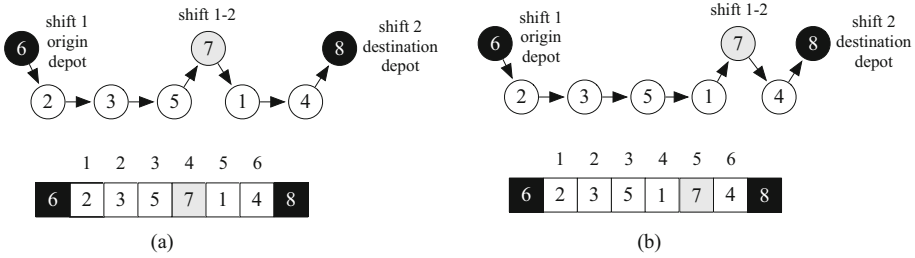 shift 1
origin
depot
6
shift 1-2
7
shift 2
destination
depot
8
2 3 5 1 4
1 2 3 4 5 6
6 2 3 5 7 1 4 8
(a)
shift 1
origin
depot
6
shift 1-2
7
shift 2
destination
depot
8
2 3 5 1 4
1 2 3 4 5 6
6 2 3 5 1 7 4 8
(b)